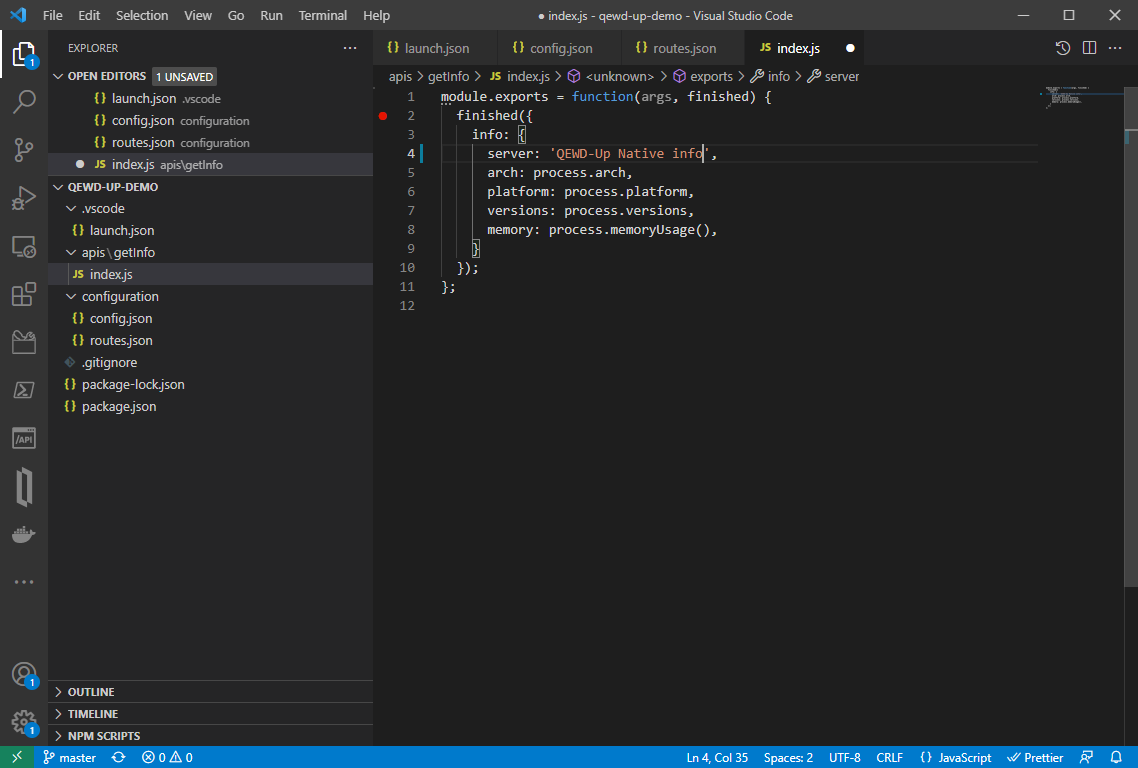 File Edit Selection View Go Run Terminal Help ● index.js - qewd-up-demo - Visual Studio Code
EXPLORER
OPEN EDITORS 1 UNSAVED
{} launch.json .vscode
{} config.json configuration
{} routes.json configuration
● JS index.js apis\getInfo
QEWD-UP-DEMO
.vscode
{} launch.json
apis\getInfo
JS index.js
configuration
{} config.json
{} routes.json
.gitignore
{} package-lock.json
{} package.json
OUTLINE
TIMELINE
NPM SCRIPTS
1
/API
1
1
{} launch.json {} config.json {} routes.json JS index.js ●
apis > getInfo > JS index.js > <unknown> > exports > info > server
1 module.exports = function(args, finished) {
2 finished({
3 info: {
4 server: 'QEWD-Up Native info',
5 arch: process.arch,
6 platform: process.platform,
7 versions: process.versions,
8 memory: process.memoryUsage(),
9 }
10 });
11 };
12
master 0 0 Ln 4, Col 35 Spaces: 2 UTF-8 CRLF {} JavaScript Prettier